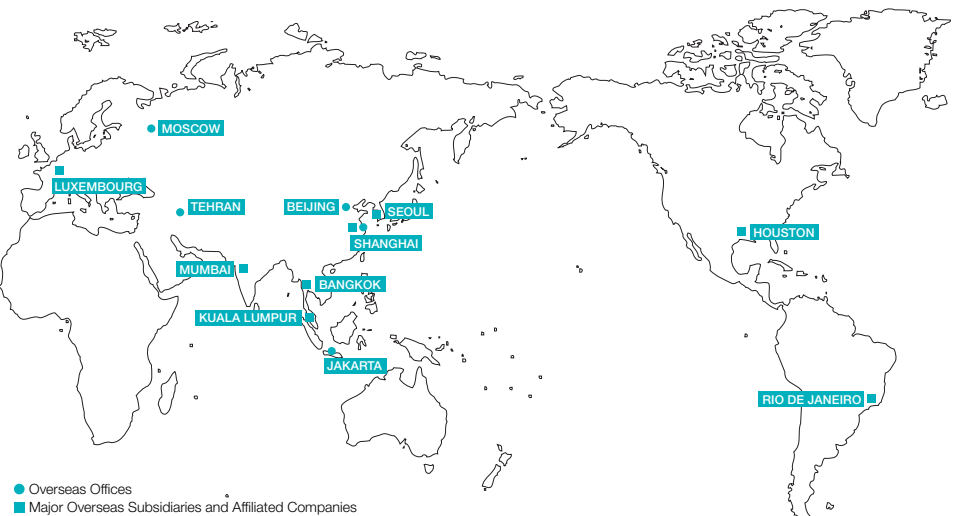 MOSCOW
LUXEMBOURG
TEHRAN
BEIJING
SEOUL
SHANGHAI
HOUSTON
MUMBAI
BANGKOK
KUALA LUMPUR
JAKARTA
RIO DE JANEIRO
Overseas Offices
Major Overseas Subsidiaries and Affiliated Companies